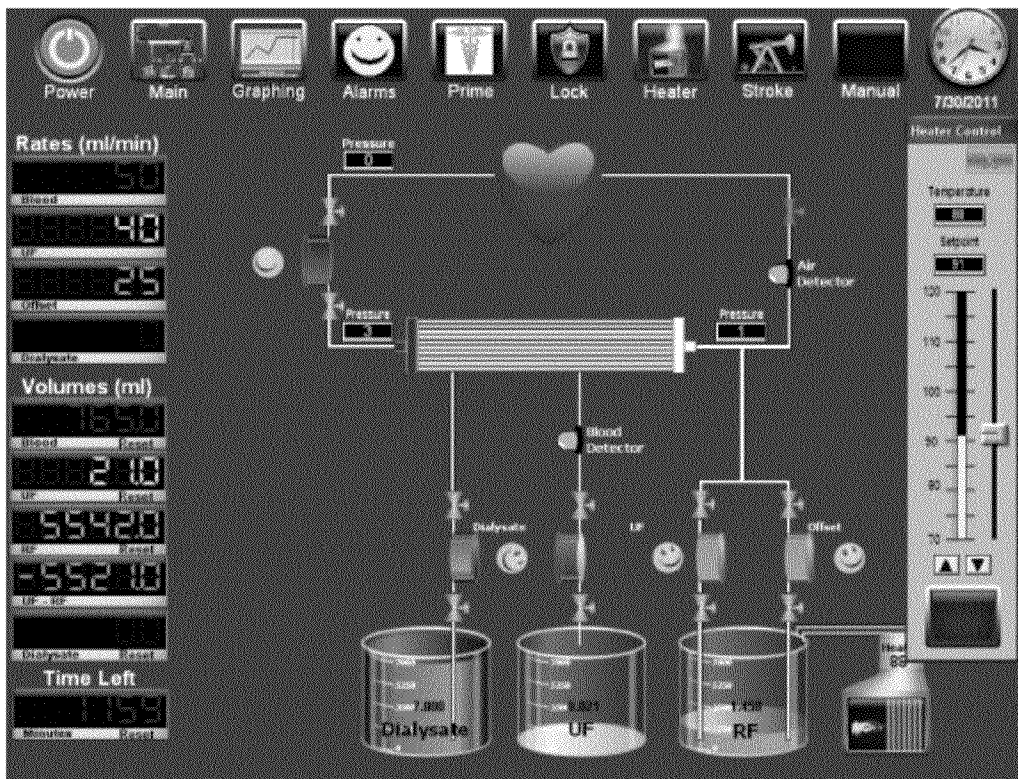 Power Main Graphing Alarms Prime Lock Heater Stroke Manual
7/30/2011
Rates (ml/min)
50
Blood
40
UF
25
Offset
0
Dialysate
Volumes (ml)
165.0
Blood Reset
21.0
UF Reset
5542.0
RF Reset
-5521.0
UF - RF Reset
0.0
Dialysate Reset
Time Left
1159
Minutes Reset
Pressure
0
Pressure
3
Pressure
1
Air
Detector
Blood
Detector
Dialysate
UF
Offset
Dialysate
UF
RF
Heater Control
Temperature
Setpoint
91
120
110
100
90
80
70